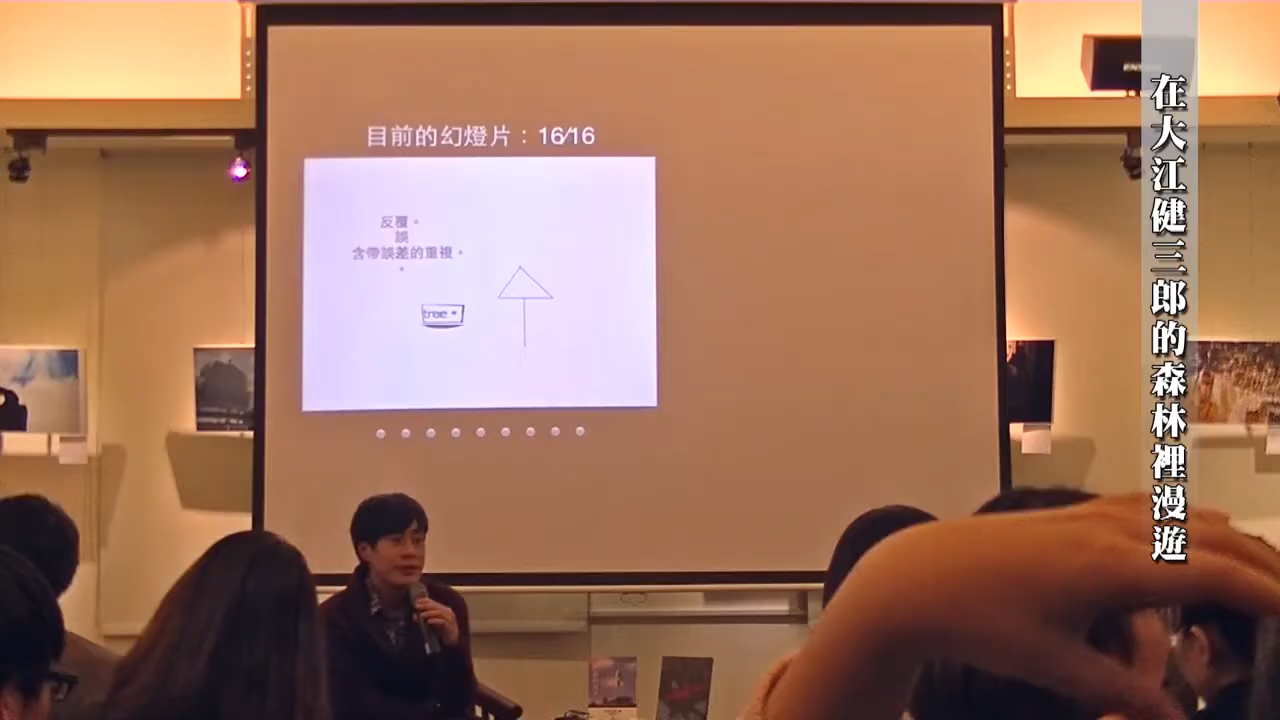 目前的幻燈片：16/16
反覆。
誤
含帶誤差的重複。
。
tree。
在大江健三郎的森林裡漫遊